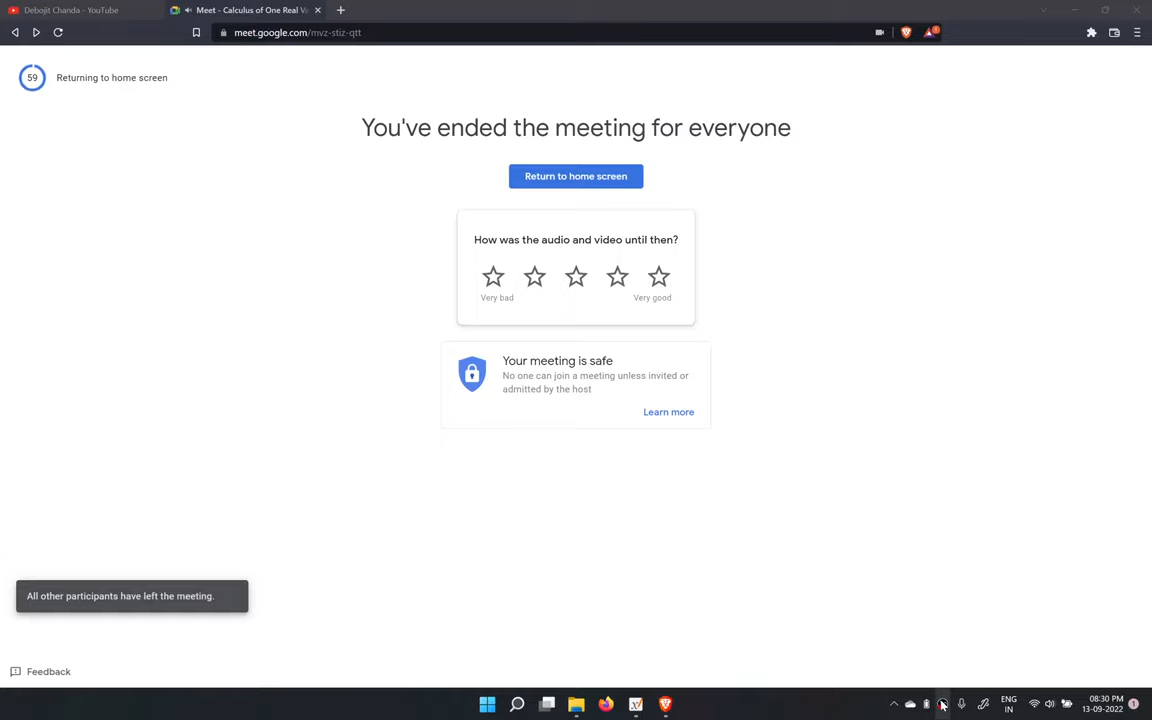 Debojit Chanda - YouTube
Meet - Calculus of One Real V
meet.google.com/mvz-stiz-qtt
59
Returning to home screen
You've ended the meeting for everyone
Return to home screen
How was the audio and video until then?
Very bad
Very good
Your meeting is safe
No one can join a meeting unless invited or
admitted by the host
Learn more
All other participants have left the meeting.
Feedback
ENG
IN
08:30 PM
13-09-2022
1